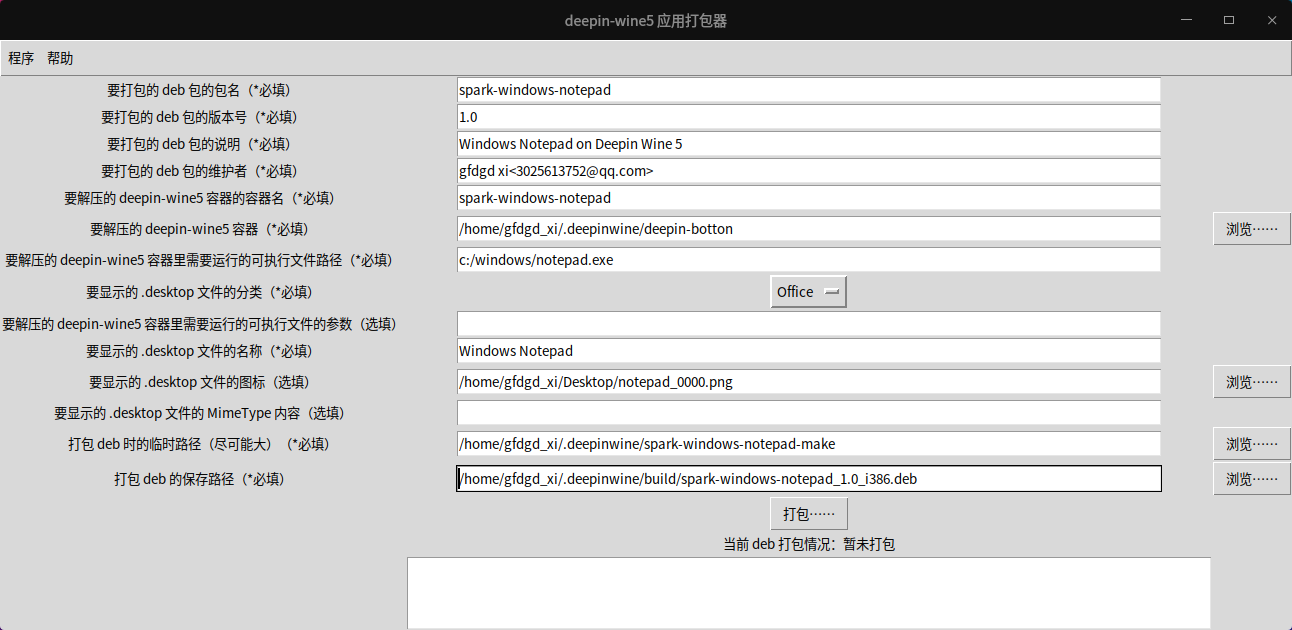 deepin-wine5 应用打包器
程序 帮助
要打包的 deb 包的包名（*必填） spark-windows-notepad
要打包的 deb 包的版本号（*必填） 1.0
要打包的 deb 包的说明（*必填） Windows Notepad on Deepin Wine 5
要打包的 deb 包的维护者（*必填） gfdgd xi<3025613752@qq.com>
要解压的 deepin-wine5 容器的容器名（*必填） spark-windows-notepad
要解压的 deepin-wine5 容器（*必填） /home/gfdgd_xi/.deepinwine/deepin-botton 浏览……
要解压的 deepin-wine5 容器里需要运行的可执行文件路径（*必填） c:/windows/notepad.exe
要显示的 .desktop 文件的分类（*必填） Office
要解压的 deepin-wine5 容器里需要运行的可执行文件的参数（选填）
要显示的 .desktop 文件的名称（*必填） Windows Notepad
要显示的 .desktop 文件的图标（选填） /home/gfdgd_xi/Desktop/notepad_0000.png 浏览……
要显示的 .desktop 文件的 MimeType 内容（选填）
打包 deb 时的临时路径（尽可能大）（*必填） /home/gfdgd_xi/.deepinwine/spark-windows-notepad-make 浏览……
打包 deb 的保存路径（*必填） /home/gfdgd_xi/.deepinwine/build/spark-windows-notepad_1.0_i386.deb 浏览……
打包……
当前 deb 打包情况：暂未打包